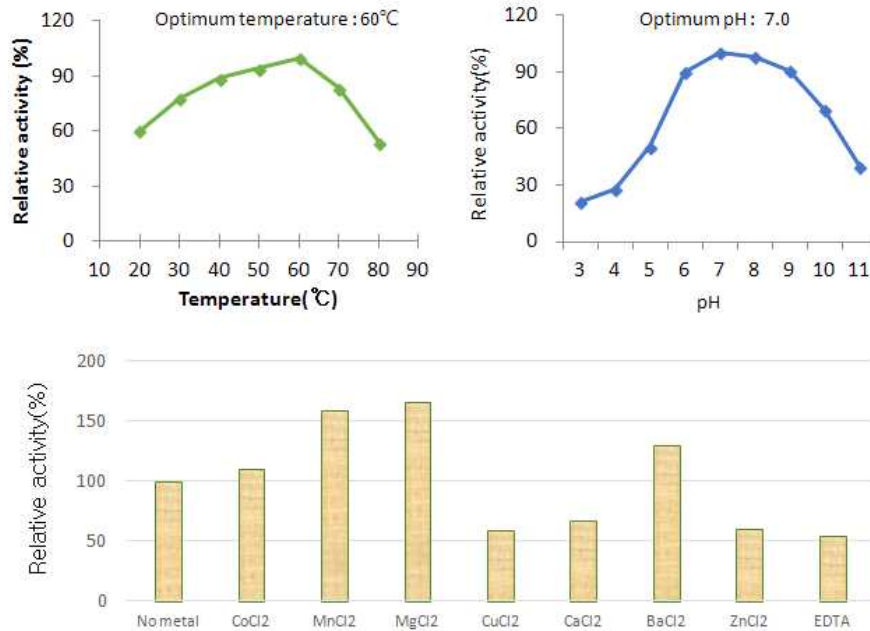 Optimum temperature : 60℃
Relative activity (%)
120
90
60
30
0
10 20 30 40 50 60 70 80 90
Temperature(℃)
Optimum pH : 7.0
Relative activity(%)
120
90
60
30
0
3 4 5 6 7 8 9 10 11
pH
Relative activity(%)
200
150
100
50
0
No metal CoCl2 MnCl2 MgCl2 CuCl2 CaCl2 BaCl2 ZnCl2 EDTA